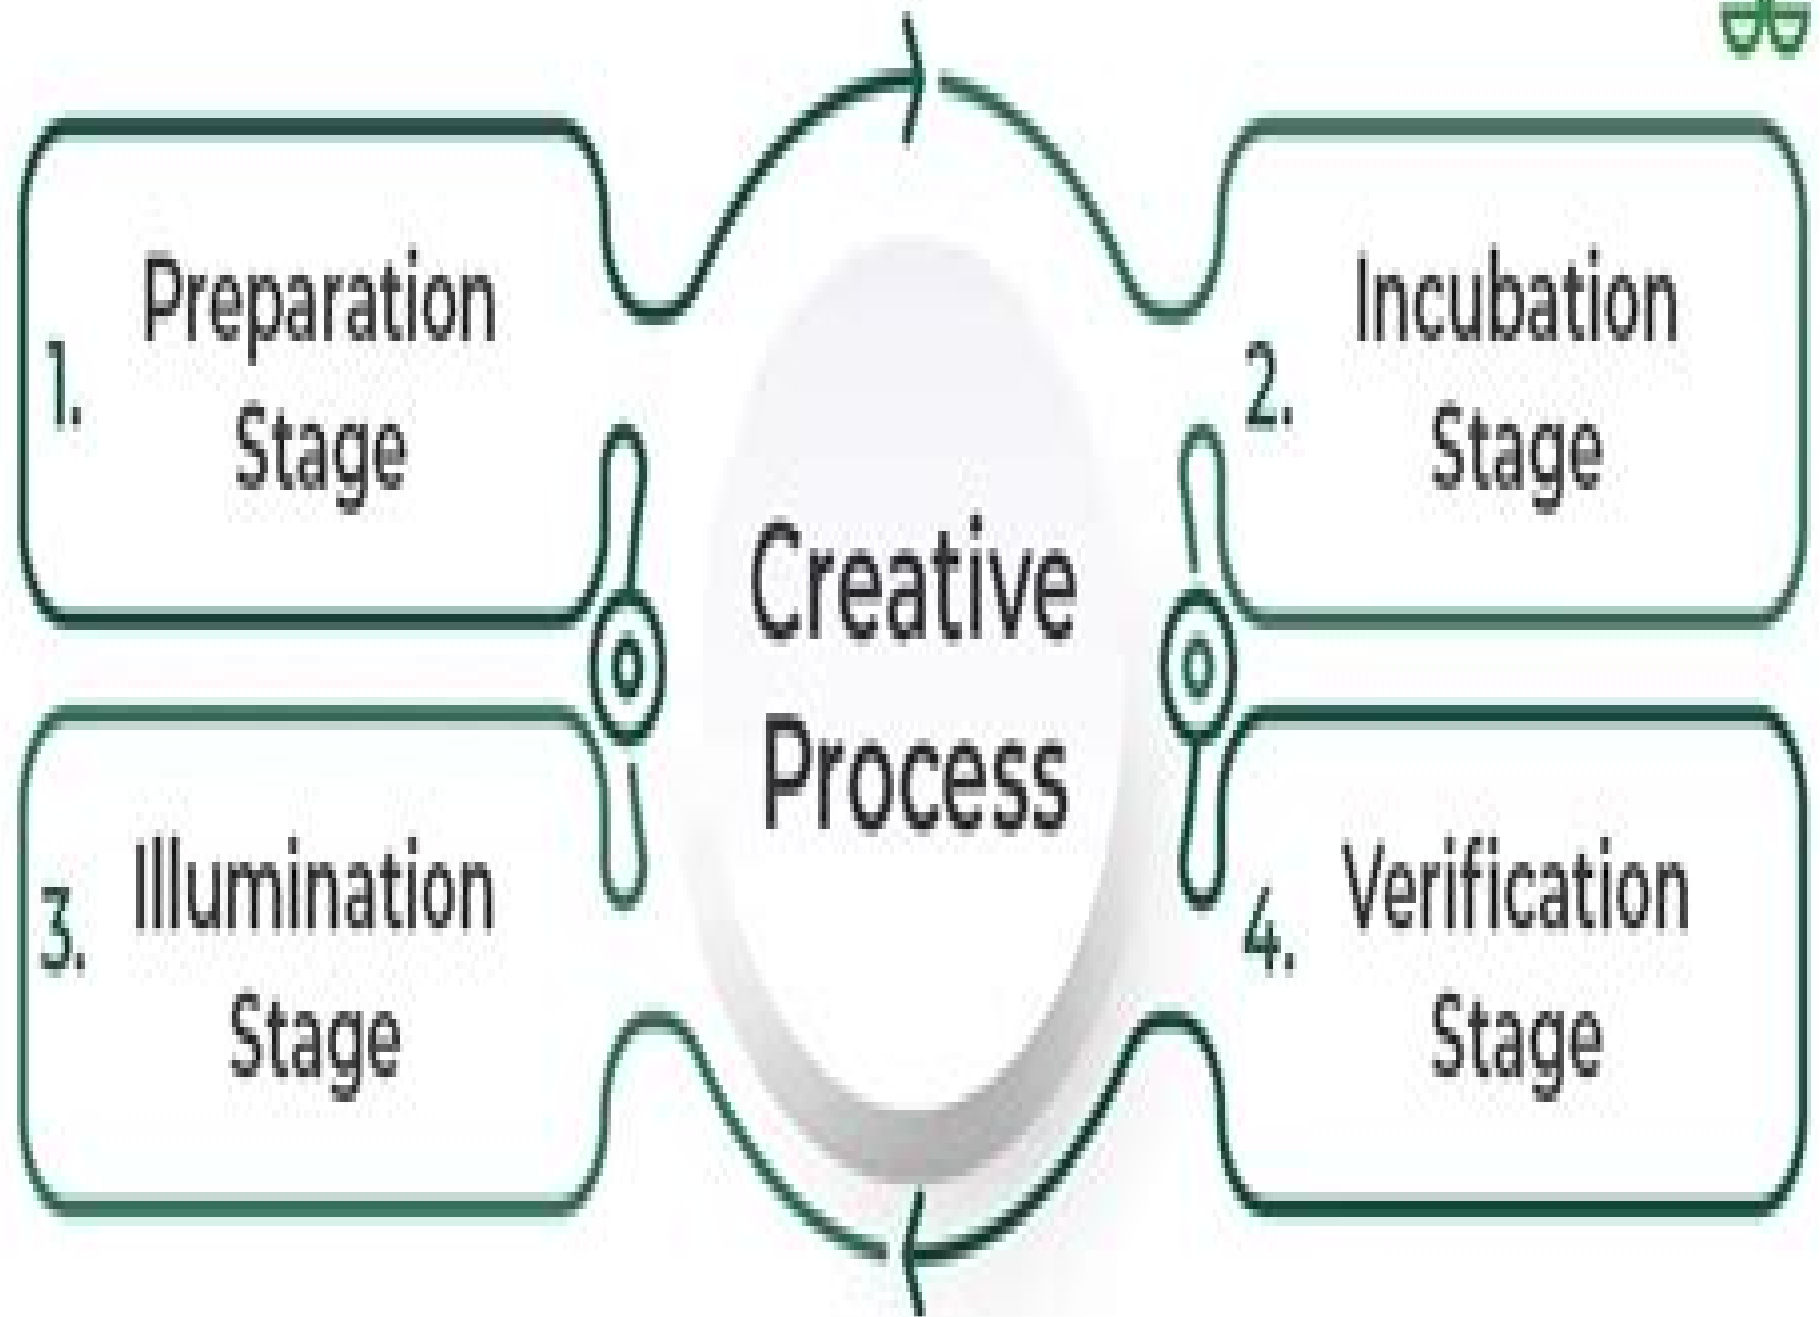 1.
Preparation
Stage
2.
Incubation
Stage
Creative
Process
3.
Illumination
Stage
4.
Verification
Stage